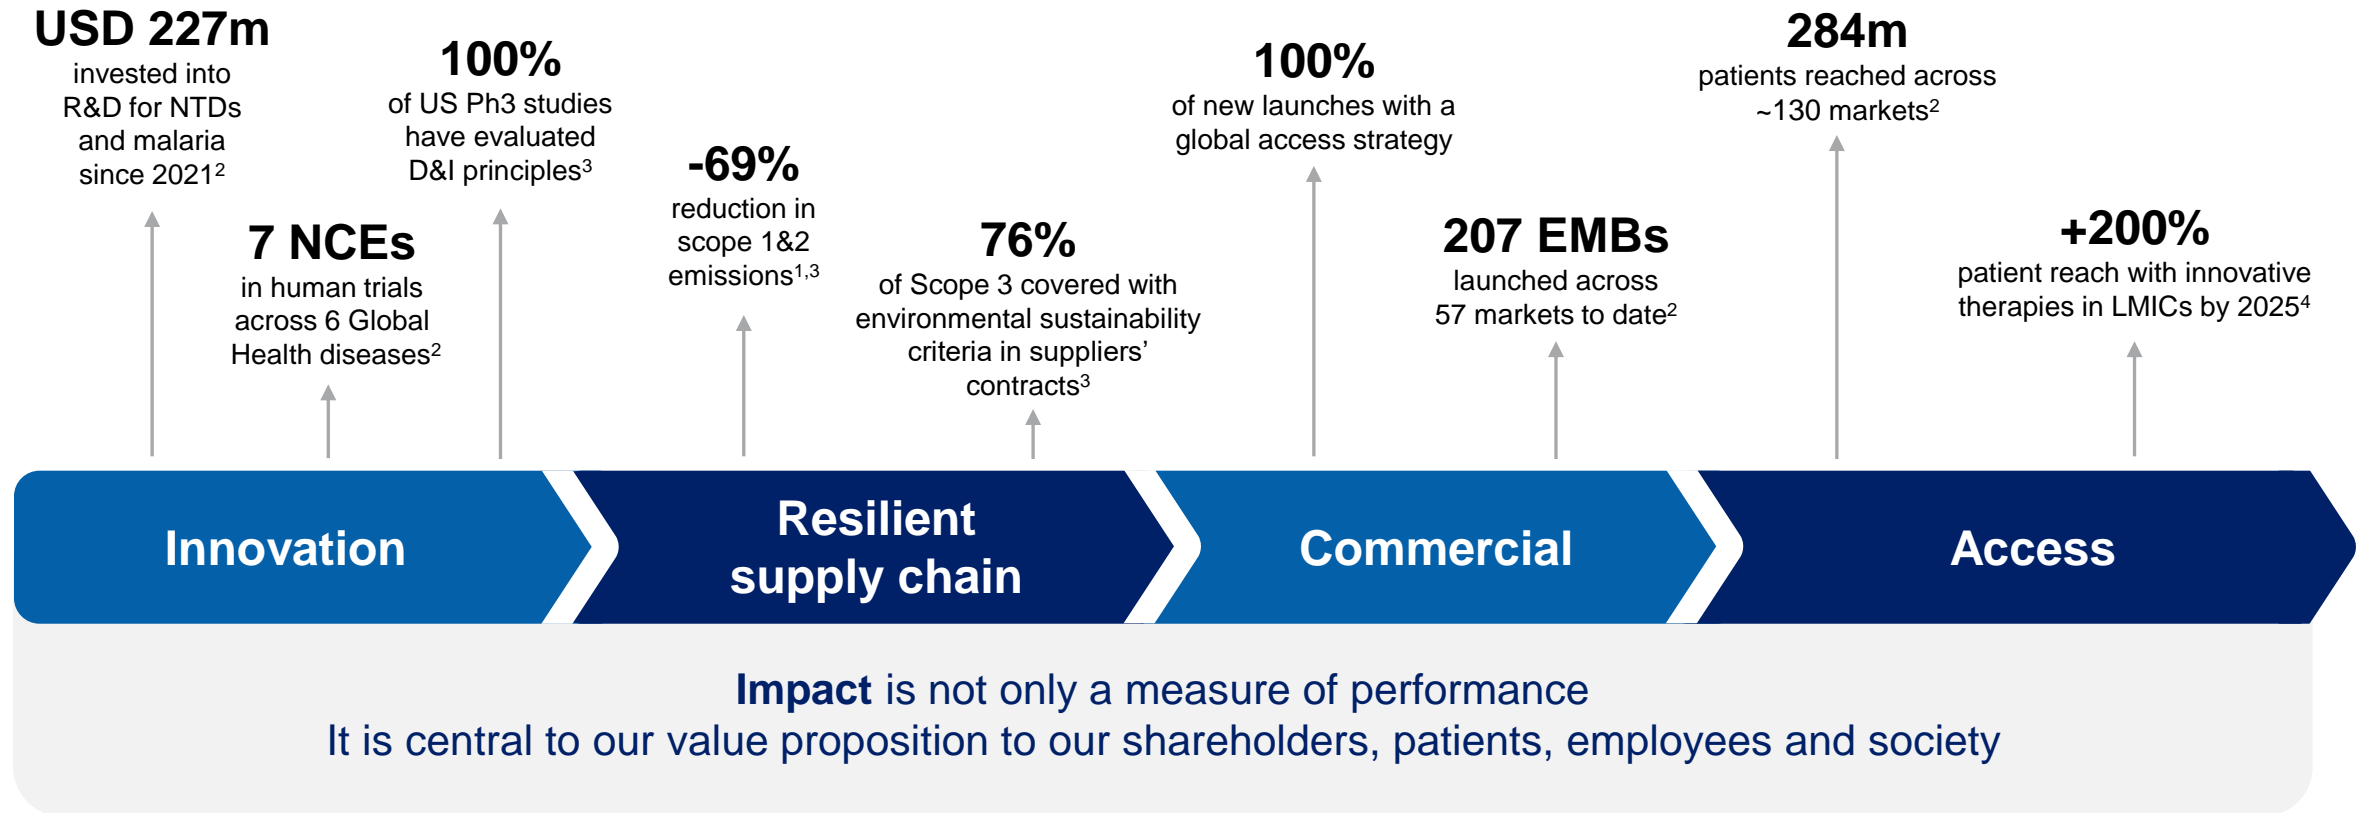 USD 227m
invested into
R&D for NTDs
and malaria
since 2021²
7 NCEs
in human trials
across 6 Global
Health diseases²
100%
of US Ph3 studies
have evaluated
D&I principles³
-69%
reduction in
scope 1&2
emissions¹,³
76%
of Scope 3 covered with
environmental sustainability
criteria in suppliers’
contracts³
100%
of new launches with a
global access strategy
207 EMBs
launched across
57 markets to date²
284m
patients reached across
~130 markets²
+200%
patient reach with innovative
therapies in LMICs by 2025⁴
Innovation
Resilient
supply chain
Commercial
Access
Impact is not only a measure of performance
It is central to our value proposition to our shareholders, patients, employees and society